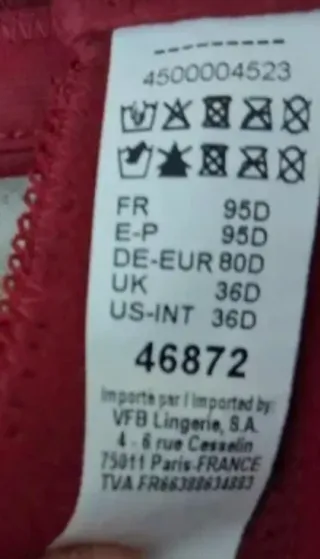 4500004523
FR 95D
E-P 95D
DE-EUR 80D
UK 36D
US-INT 36D
46872
Importé par / Imported by:
VFB Lingerie, S.A.
4 - 6 rue Cesselin
75011 Paris-FRANCE